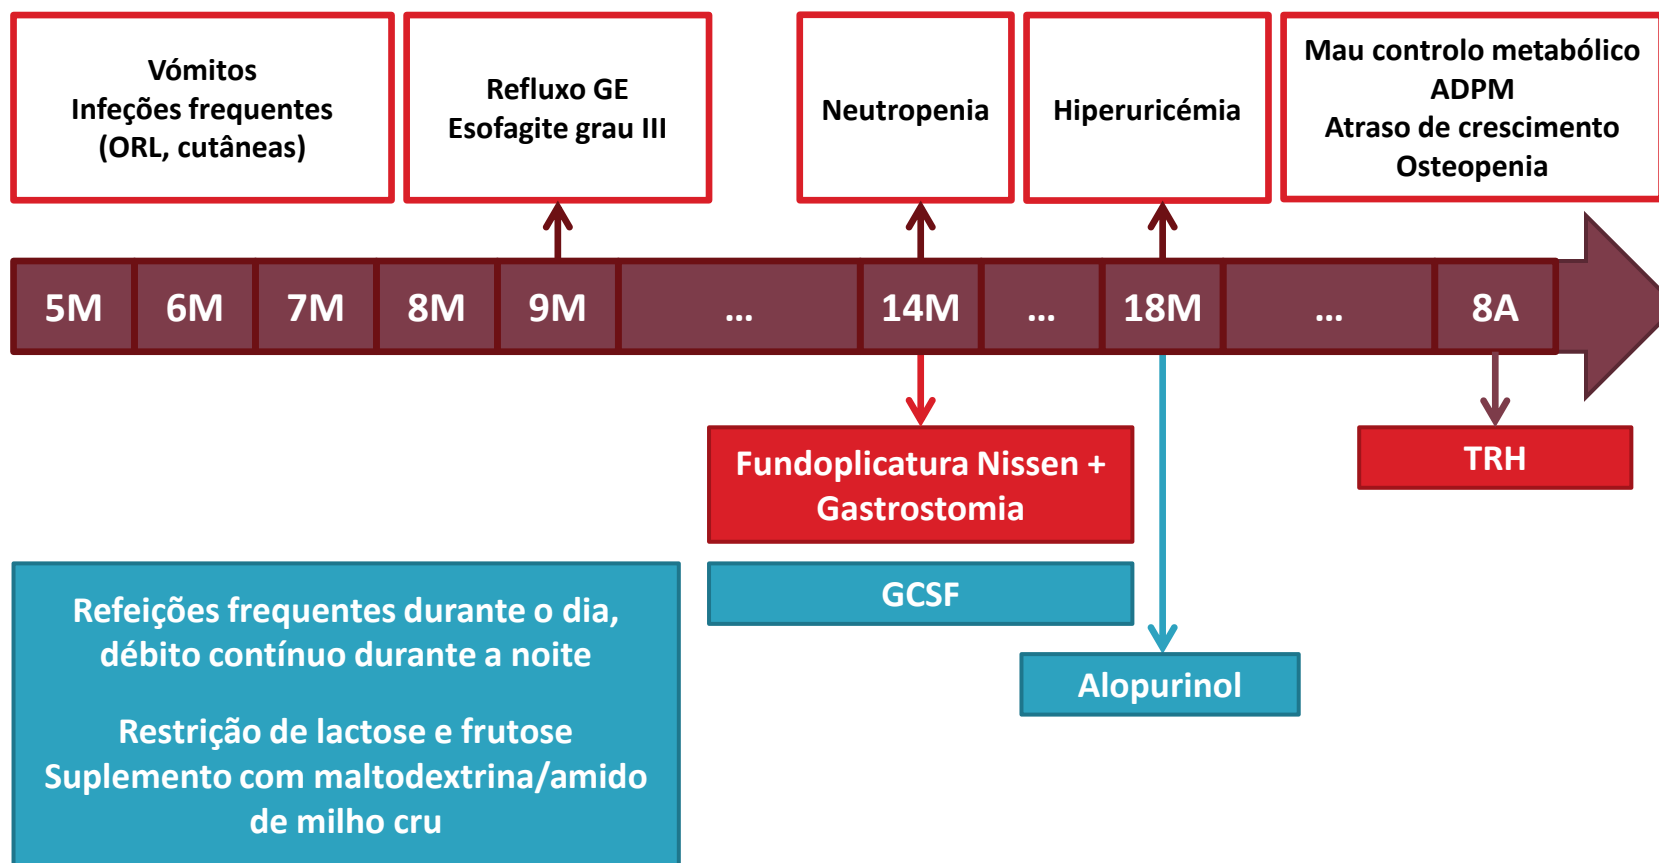 Vómitos
Infeções frequentes
(ORL, cutâneas)
Refluxo GE
Esofagite grau III
Neutropenia
Hiperuricémia
Mau controlo metabólico
ADPM
Atraso de crescimento
Osteopenia
5M
6M
7M
8M
9M
...
14M
...
18M
...
8A
Fundoplicatura Nissen +
Gastrostomia
TRH
GCSF
Alopurinol
Refeições frequentes durante o dia,
débito contínuo durante a noite
Restrição de lactose e frutose
Suplemento com maltodextrina/amido
de milho cru